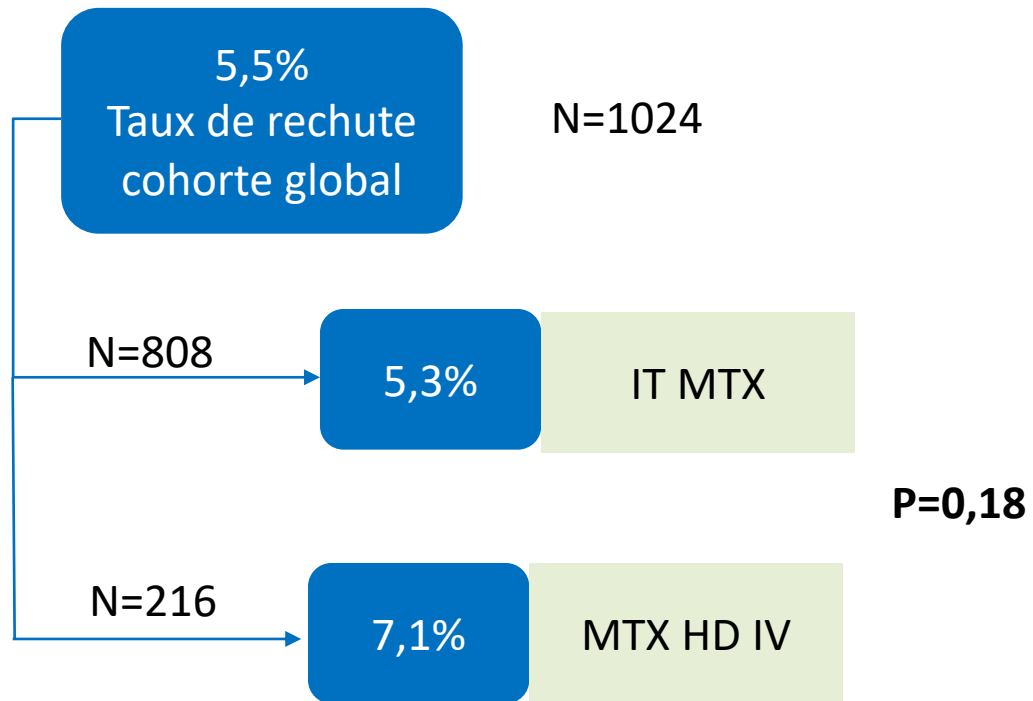 5,5%
Taux de rechute
cohorte global
N=1024
N=808
5,3%
IT MTX
P=0,18
N=216
7,1%
MTX HD IV